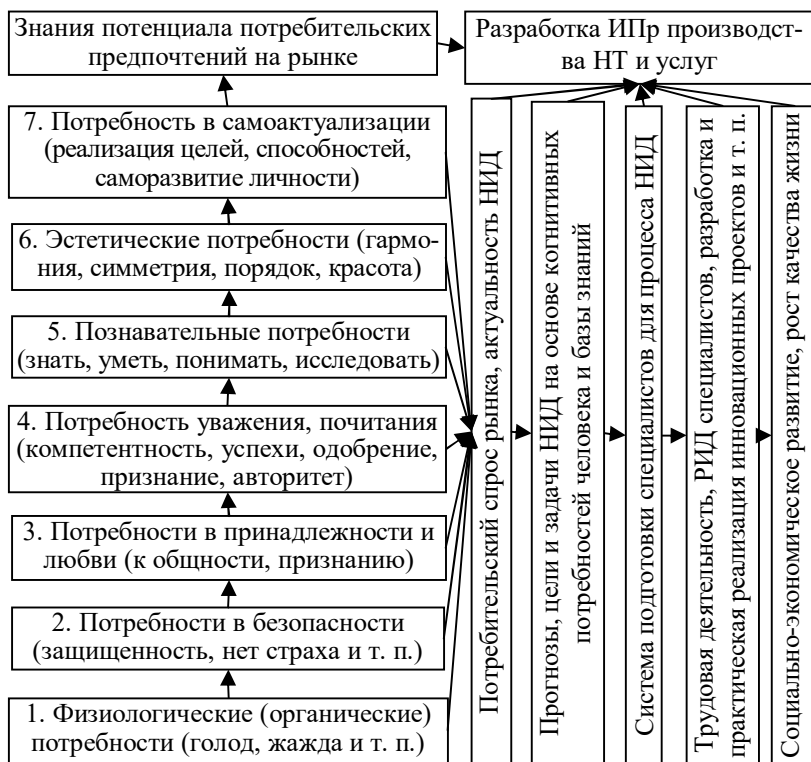 Знания потенциала потребительских
предпочтений на рынке
Разработка ИПр производст-
ва НТ и услуг
7. Потребность в самоактуализации
(реализация целей, способностей,
саморазвитие личности)
6. Эстетические потребности (гармо-
ния, симметрия, порядок, красота)
5. Познавательные потребности
(знать, уметь, понимать, исследовать)
4. Потребность уважения, почитания
(компетентность, успехи, одобрение,
признание, авторитет)
3. Потребности в принадлежности и
любви (к общности, признанию)
2. Потребности в безопасности
(защищенность, нет страха и т. п.)
1. Физиологические (органические)
потребности (голод, жажда и т. п.)
Потребительский спрос рынка, актуальность НИД
Прогнозы, цели и задачи НИД на основе когнитивных
потребностей человека и базы знаний
Система подготовки специалистов для процесса НИД
Трудовая деятельность, РИД специалистов, разработка и
практическая реализация инновационных проектов и т. п.
Социально-экономическое развитие, рост качества жизни